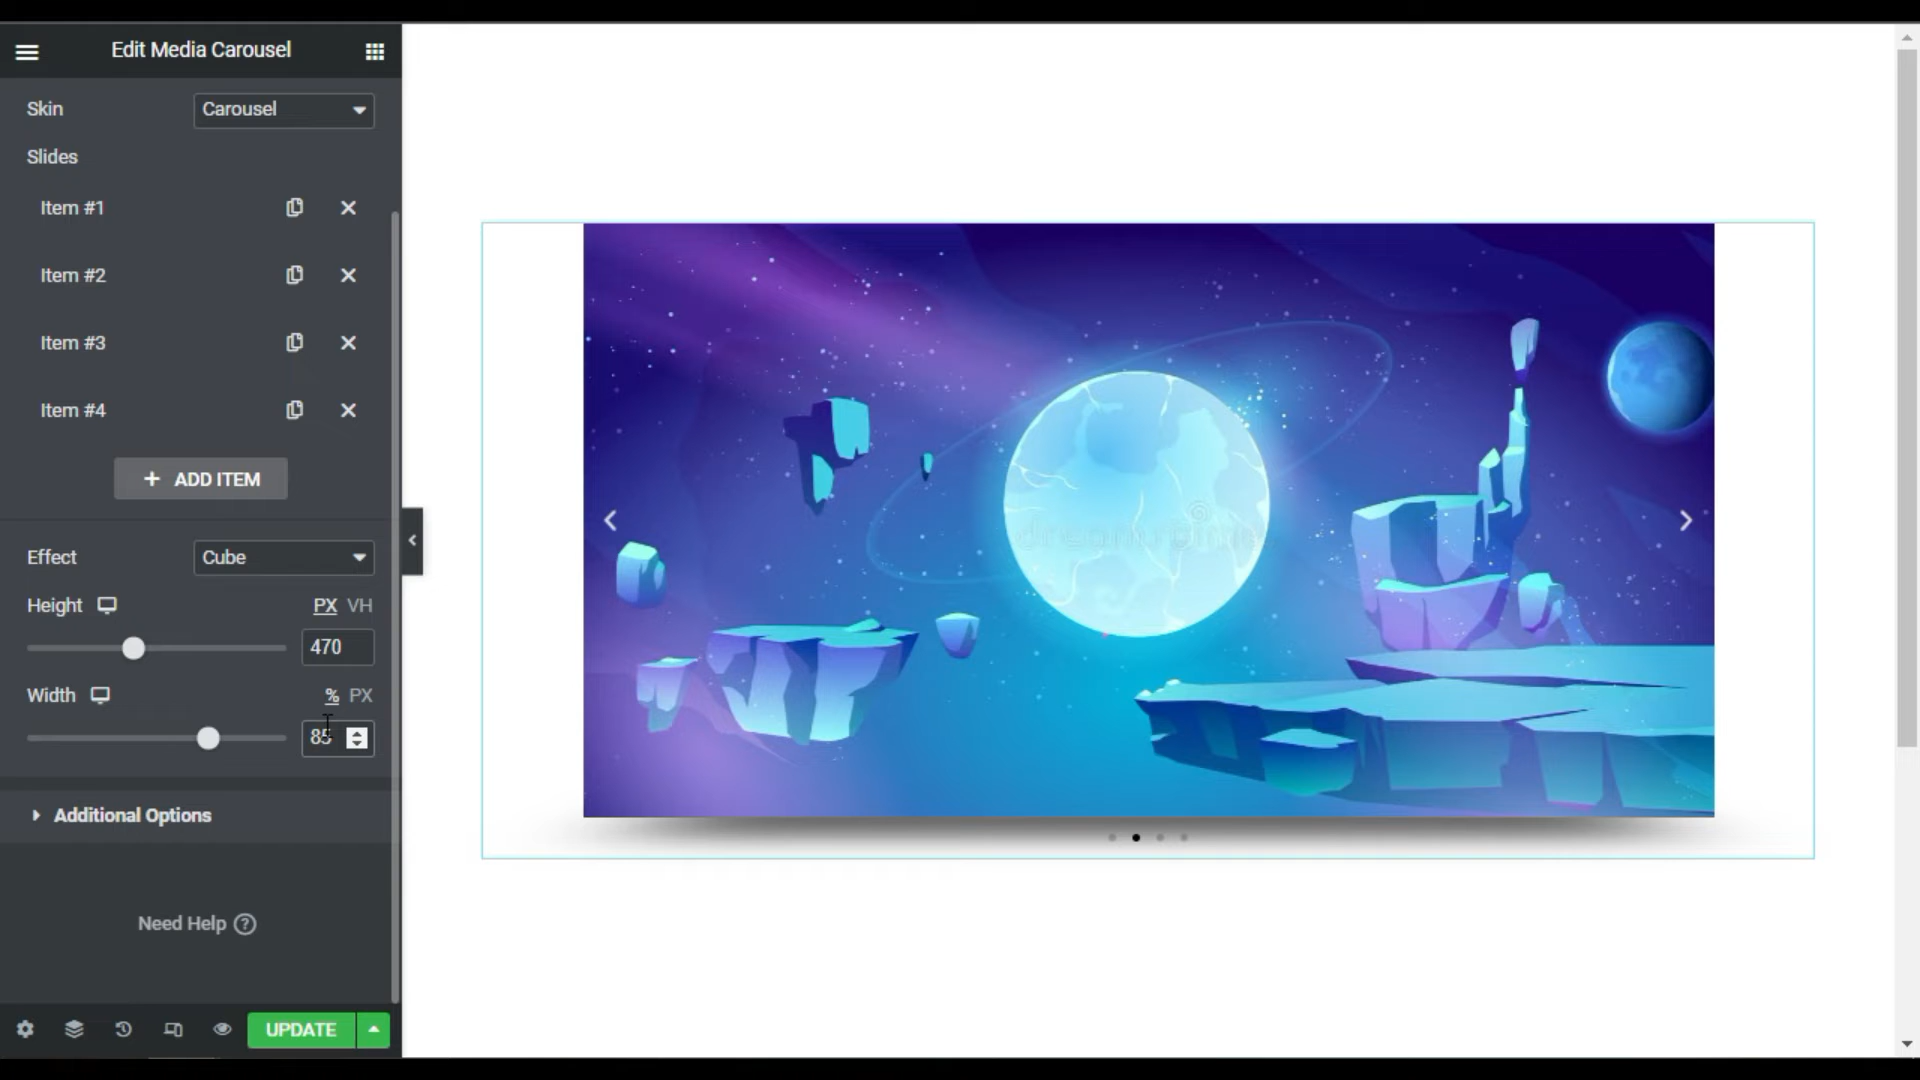 Edit Media Carousel
Skin
Carousel
Slides
Item #1
Item #2
Item #3
Item #4
+ ADD ITEM
Effect
Cube
Height
PX VH
470
Width
% PX
85
Additional Options
Need Help ?
UPDATE